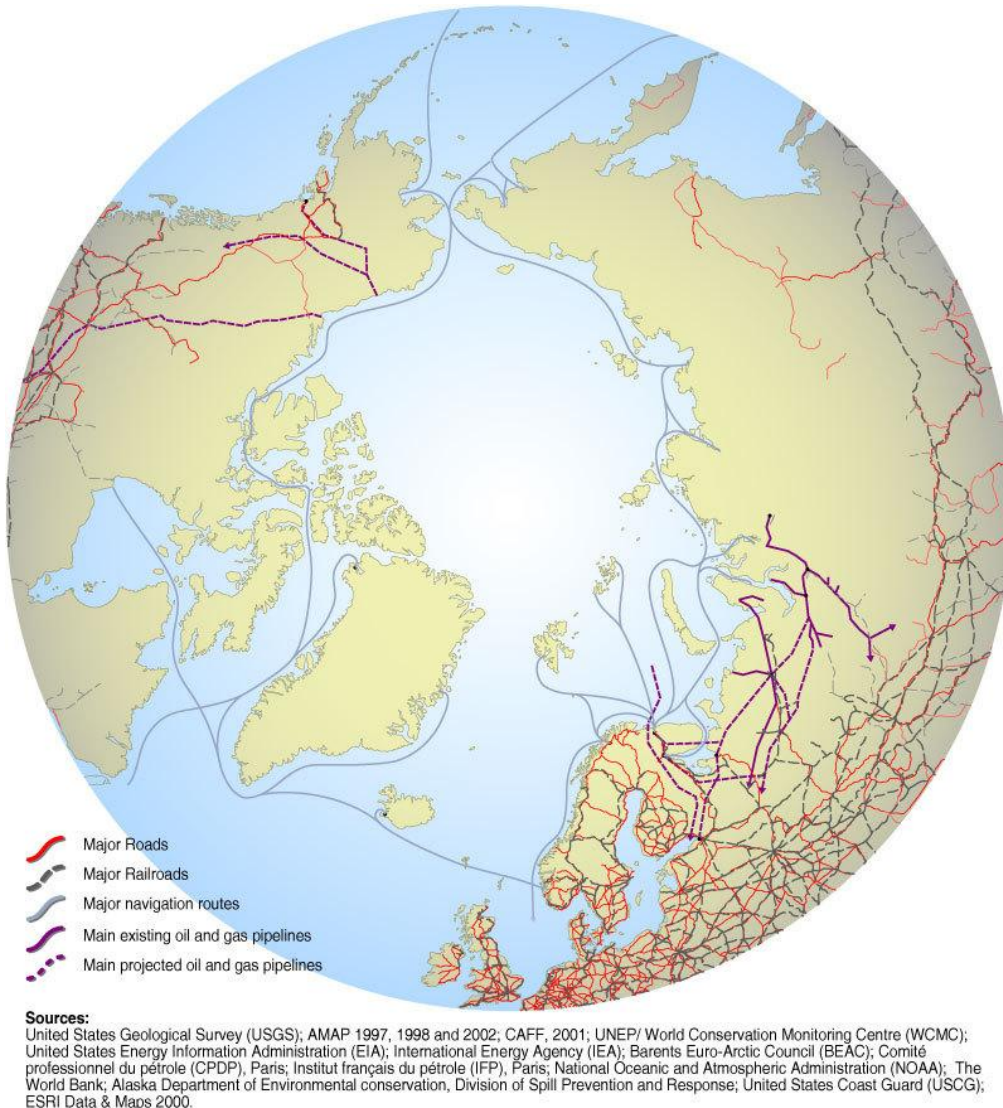 Major Roads
Major Railroads
Major navigation routes
Main existing oil and gas pipelines
Main projected oil and gas pipelines
Sources:
United States Geological Survey (USGS); AMAP 1997, 1998 and 2002; CAFF, 2001; UNEP/ World Conservation Monitoring Centre (WCMC);
United States Energy Information Administration (EIA); International Energy Agency (IEA); Barents Euro-Arctic Council (BEAC); Comité
professionnel du pétrole (CPDP), Paris; Institut français du pétrole (IFP), Paris; National Oceanic and Atmospheric Administration (NOAA); The
World Bank; Alaska Department of Environmental conservation, Division of Spill Prevention and Response; United States Coast Guard (USCG);
ESRI Data & Maps 2000.